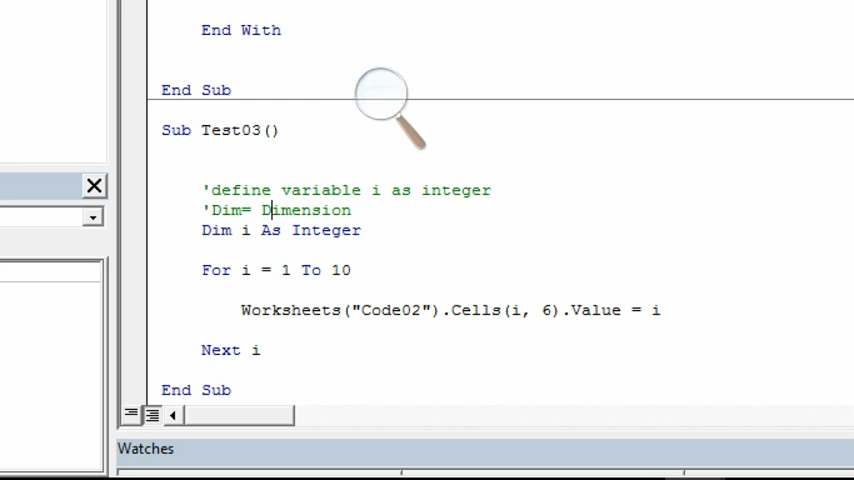 End With
End Sub
Sub Test03()
'define variable i as integer
'Dim= Dimension
Dim i As Integer
For i = 1 To 10
Worksheets("Code02").Cells(i, 6).Value = i
Next i
End Sub
Watches